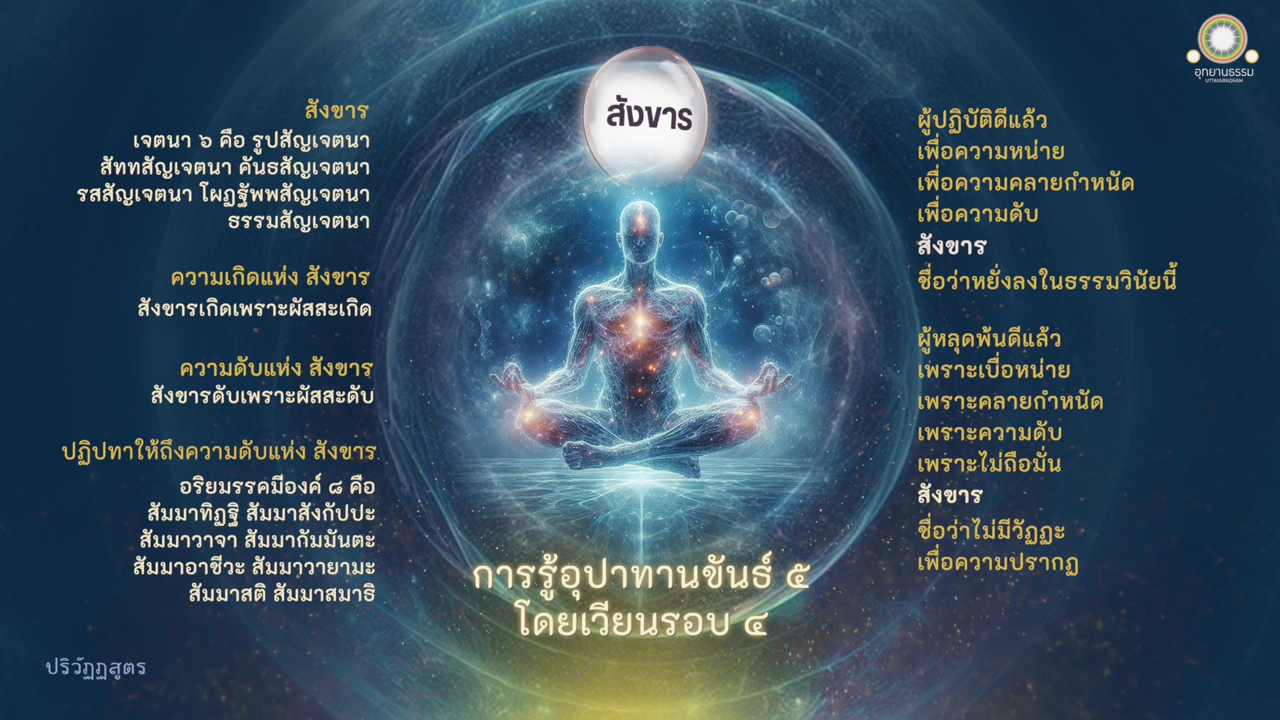 สังขาร
อุทยานธรรม
UTTAYARNDHAM
สังขาร
เจตนา ๖ คือ รูปสัญเจตนา
สัททสัญเจตนา คันธสัญเจตนา
รสสัญเจตนา โผฏฐัพพสัญเจตนา
ธรรมสัญเจตนา
ความเกิดแห่ง สังขาร
สังขารเกิดเพราะผัสสะเกิด
ความดับแห่ง สังขาร
สังขารดับเพราะผัสสะดับ
ปฏิปทาให้ถึงความดับแห่ง สังขาร
อริยมรรคมีองค์ ๘ คือ
สัมมาทิฏฐิ สัมมาสังกัปปะ
สัมมาวาจา สัมมากัมมันตะ
สัมมาอาชีวะ สัมมาวายามะ
สัมมาสติ สัมมาสมาธิ
ผู้ปฏิบัติดีแล้ว
เพื่อความหน่าย
เพื่อความคลายกำหนัด
เพื่อความดับ
สังขาร
ชื่อว่าหยั่งลงในธรรมวินัยนี้
ผู้หลุดพ้นดีแล้ว
เพราะเบื่อหน่าย
เพราะคลายกำหนัด
เพราะความดับ
เพราะไม่ถือมั่น
สังขาร
ชื่อว่าไม่มีวัฏฏะ
เพื่อความปรากฏ
การรู้อุปาทานขันธ์ ๕
โดยเวียนรอบ ๔
ปริวัฏฏสูตร